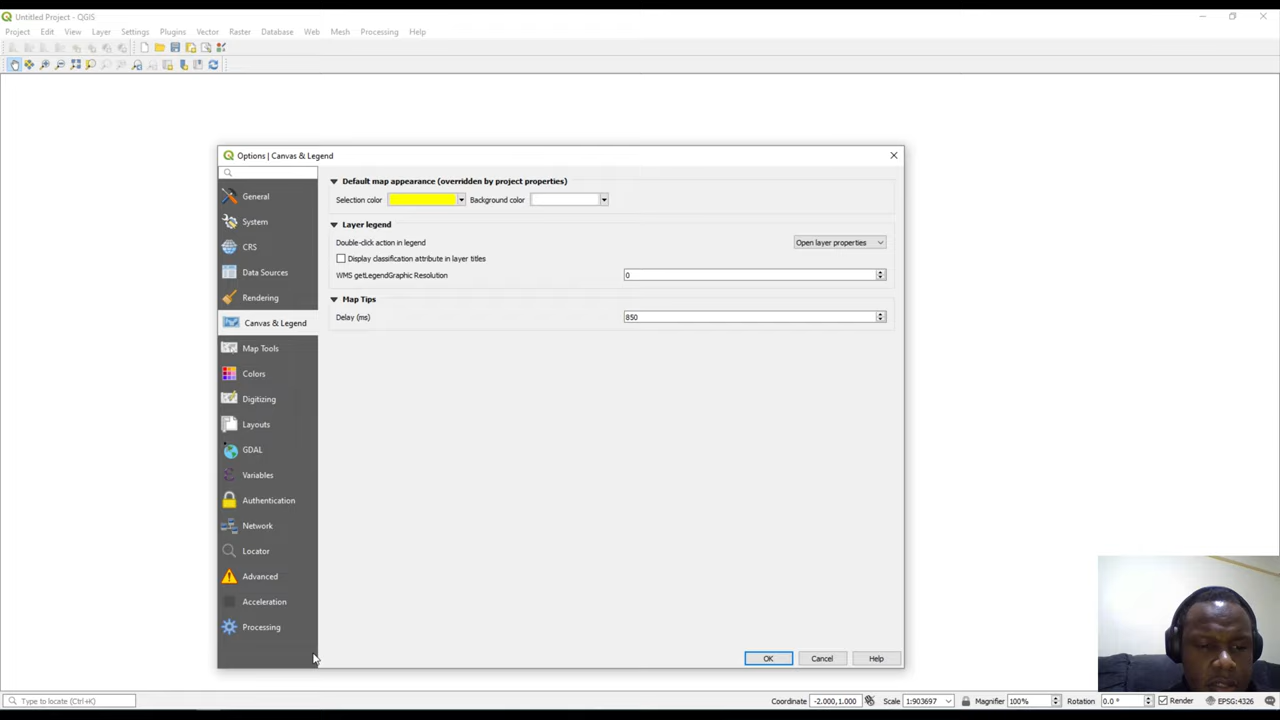 Untitled Project - QGIS
Project Edit View Layer Settings Plugins Vector Raster Database Web Mesh Processing Help
Options | Canvas & Legend
General
System
CRS
Data Sources
Rendering
Canvas & Legend
Map Tools
Colors
Digitizing
Layouts
GDAL
Variables
Authentication
Network
Locator
Advanced
Acceleration
Processing
Default map appearance (overridden by project properties)
Selection color Background color
Layer legend
Double-click action in legend Open layer properties
Display classification attribute in layer titles
WMS getLegendGraphic Resolution 0
Map Tips
Delay (ms) 850
OK Cancel Help
Type to locate (Ctrl+K) Coordinate -2.000,1.000 Scale 1:903697 Magnifier 100% Rotation 0.0 ° Render EPSG:4326